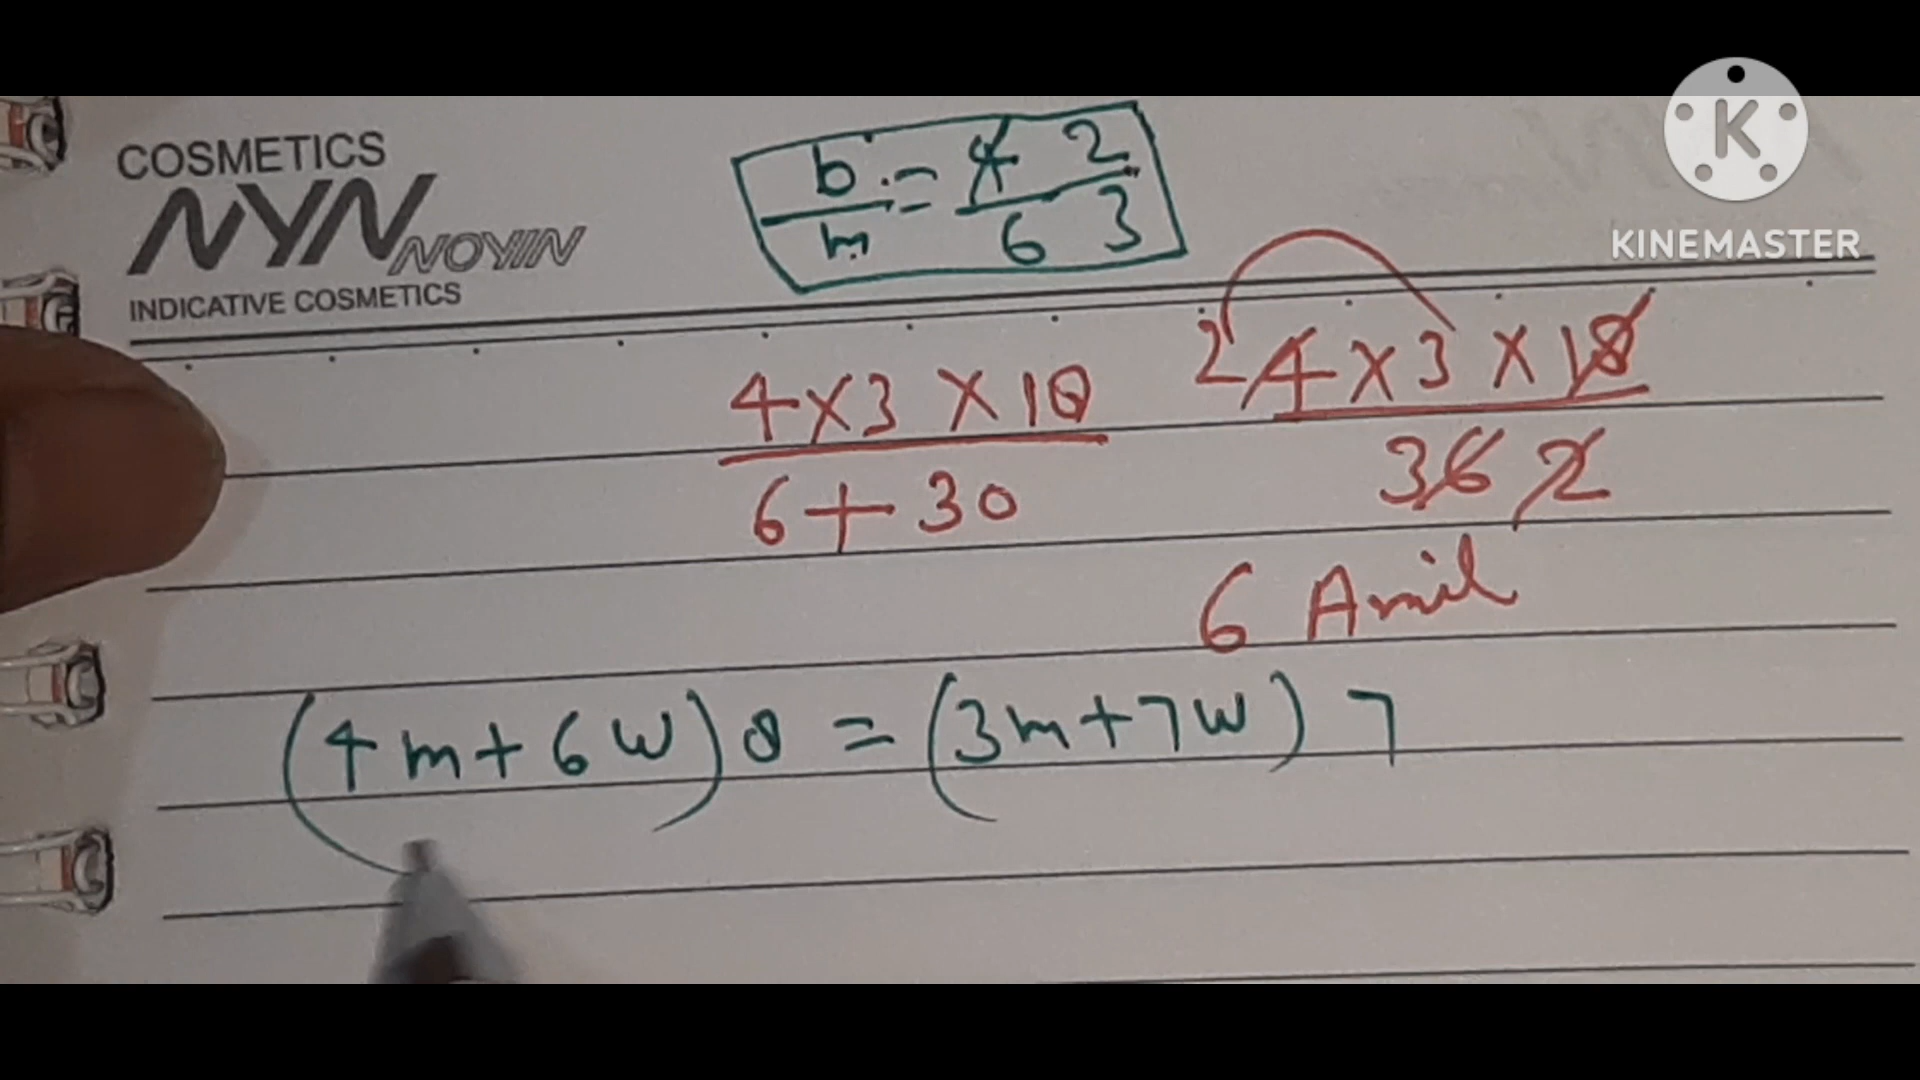 COSMETICS
NYN NOYIN
INDICATIVE COSMETICS
b/m = 4 2/6 3
K
KINEMASTER
4×3×10/6+30
2 4×3×18/36 2
6 Amil
(4m+6w)8=(3m+7w)7